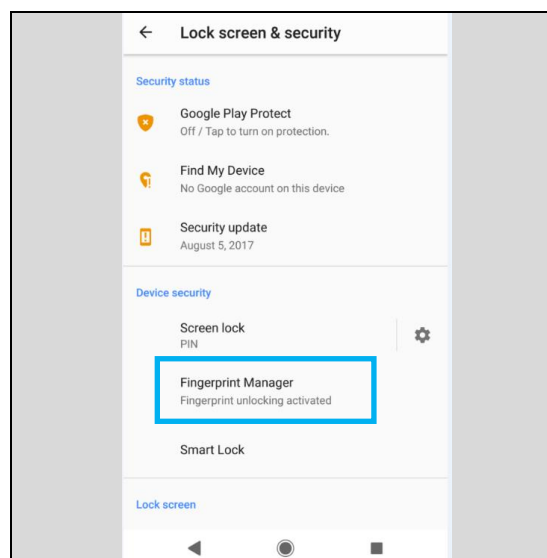 Lock screen & security
Security status
Google Play Protect
Off / Tap to turn on protection.
Find My Device
No Google account on this device
Security update
August 5, 2017
Device security
Screen lock
PIN
Fingerprint Manager
Fingerprint unlocking activated
Smart Lock
Lock screen